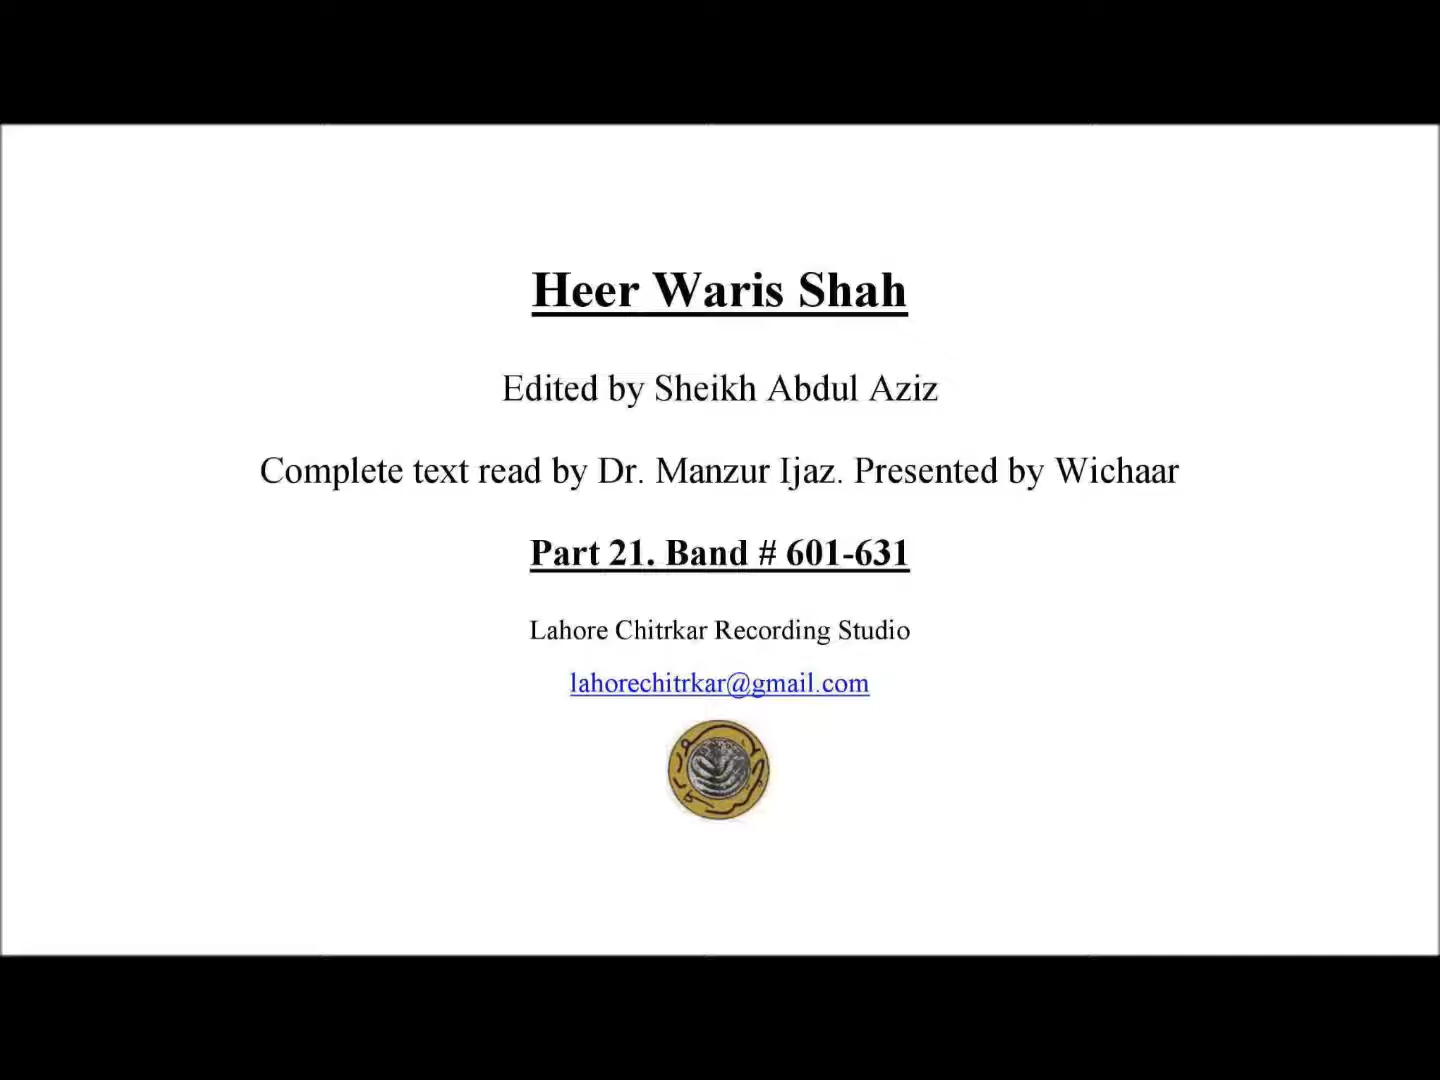 Heer Waris Shah
Edited by Sheikh Abdul Aziz
Complete text read by Dr. Manzur Ijaz. Presented by Wichaar
Part 21. Band # 601-631
Lahore Chitrkar Recording Studio
lahorechitrkar@gmail.com